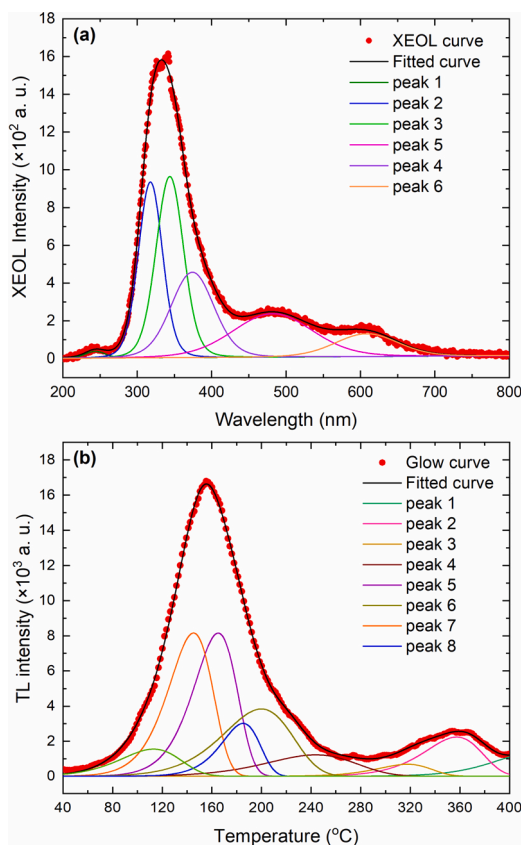 (a)
XEOL curve
Fitted curve
peak 1
peak 2
peak 3
peak 5
peak 4
peak 6
18
16
14
12
10
8
6
4
2
0
XEOL Intensity (×10² a. u.)
200 300 400 500 600 700 800
Wavelength (nm)
(b)
Glow curve
Fitted curve
peak 1
peak 2
peak 3
peak 4
peak 5
peak 6
peak 7
peak 8
18
16
14
12
10
8
6
4
2
0
TL intensity (×10³ a. u.)
40 80 120 160 200 240 280 320 360 400
Temperature (°C)